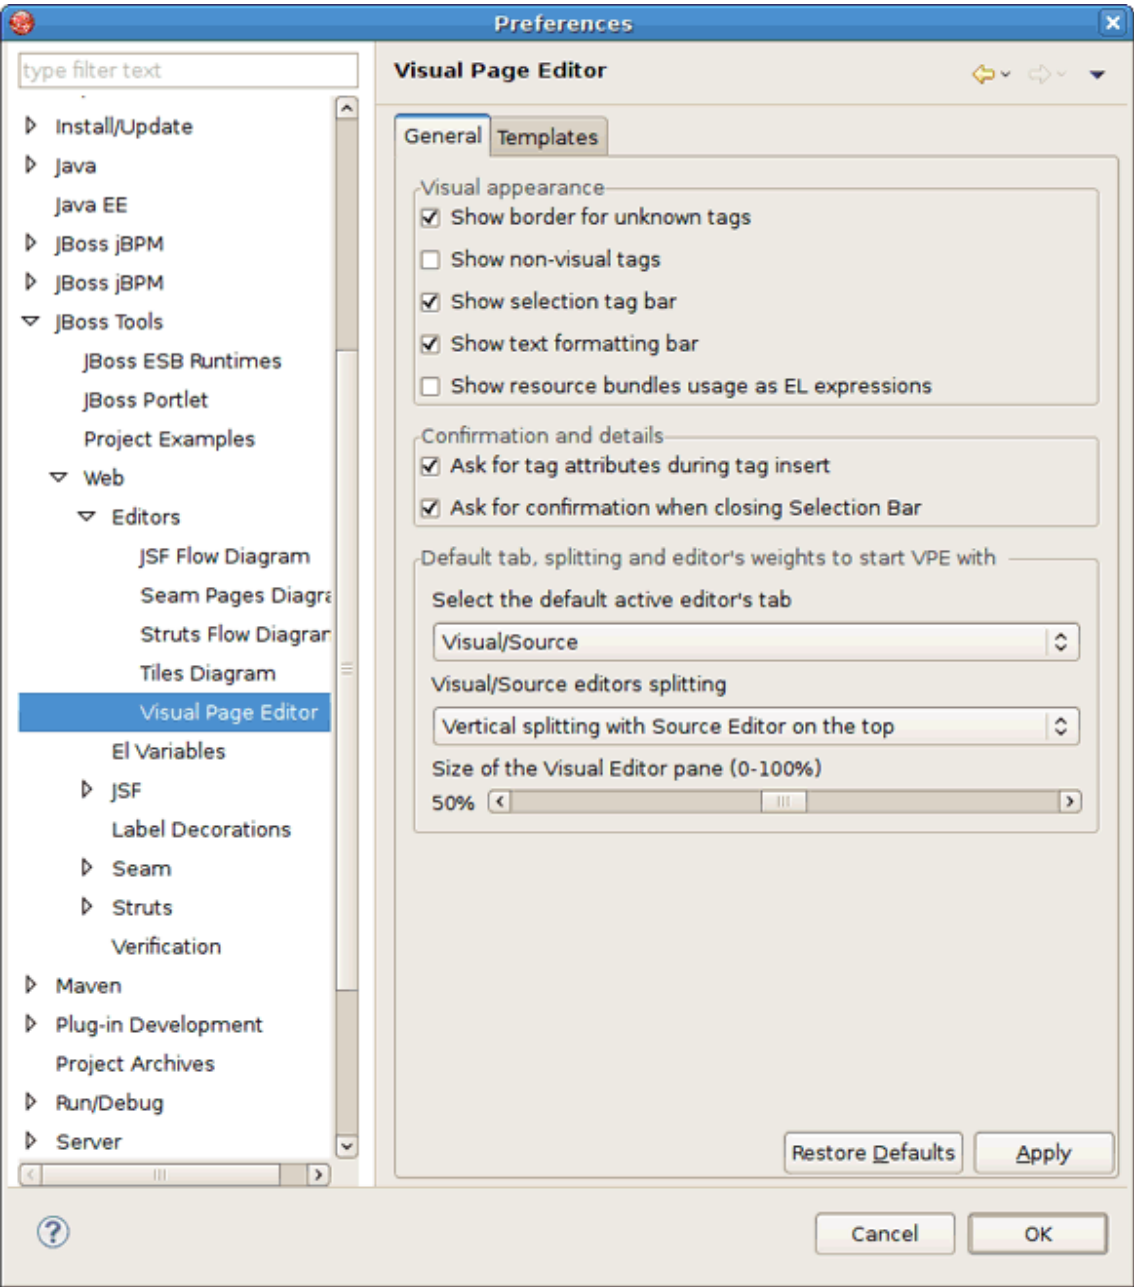 Preferences
type filter text
Install/Update
Java
Java EE
JBoss jBPM
JBoss jBPM
JBoss Tools
JBoss ESB Runtimes
JBoss Portlet
Project Examples
Web
Editors
JSF Flow Diagram
Seam Pages Diagra
Struts Flow Diagran
Tiles Diagram
Visual Page Editor
El Variables
JSF
Label Decorations
Seam
Struts
Verification
Maven
Plug-in Development
Project Archives
Run/Debug
Server
Visual Page Editor
General
Templates
Visual appearance
Show border for unknown tags
Show non-visual tags
Show selection tag bar
Show text formatting bar
Show resource bundles usage as EL expressions
Confirmation and details
Ask for tag attributes during tag insert
Ask for confirmation when closing Selection Bar
Default tab, splitting and editor's weights to start VPE with
Select the default active editor's tab
Visual/Source
Visual/Source editors splitting
Vertical splitting with Source Editor on the top
Size of the Visual Editor pane (0-100%)
50%
Restore Defaults
Apply
?
Cancel
OK